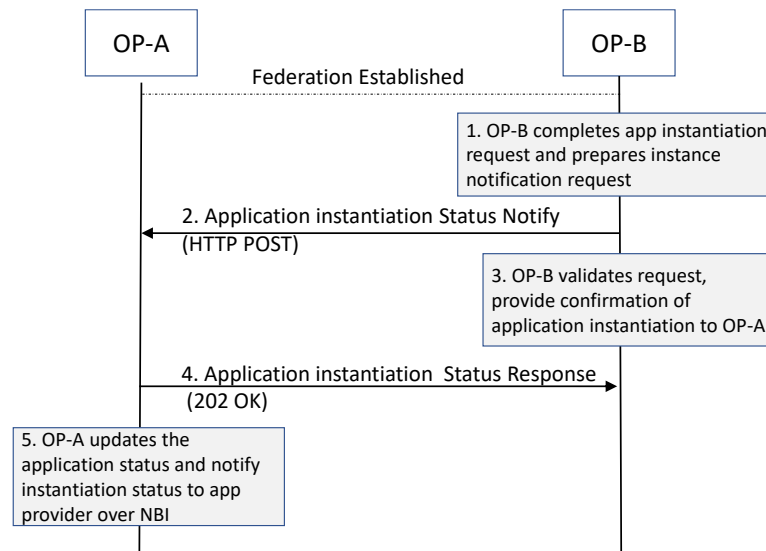 OP-A
OP-B
Federation Established
1. OP-B completes app instantiation
request and prepares instance
notification request
2. Application instantiation Status Notify
(HTTP POST)
3. OP-B validates request,
provide confirmation of
application instantiation to OP-A
4. Application instantiation  Status Response
(202 OK)
5. OP-A updates the
application status and notify
instantiation status to app
provider over NBI